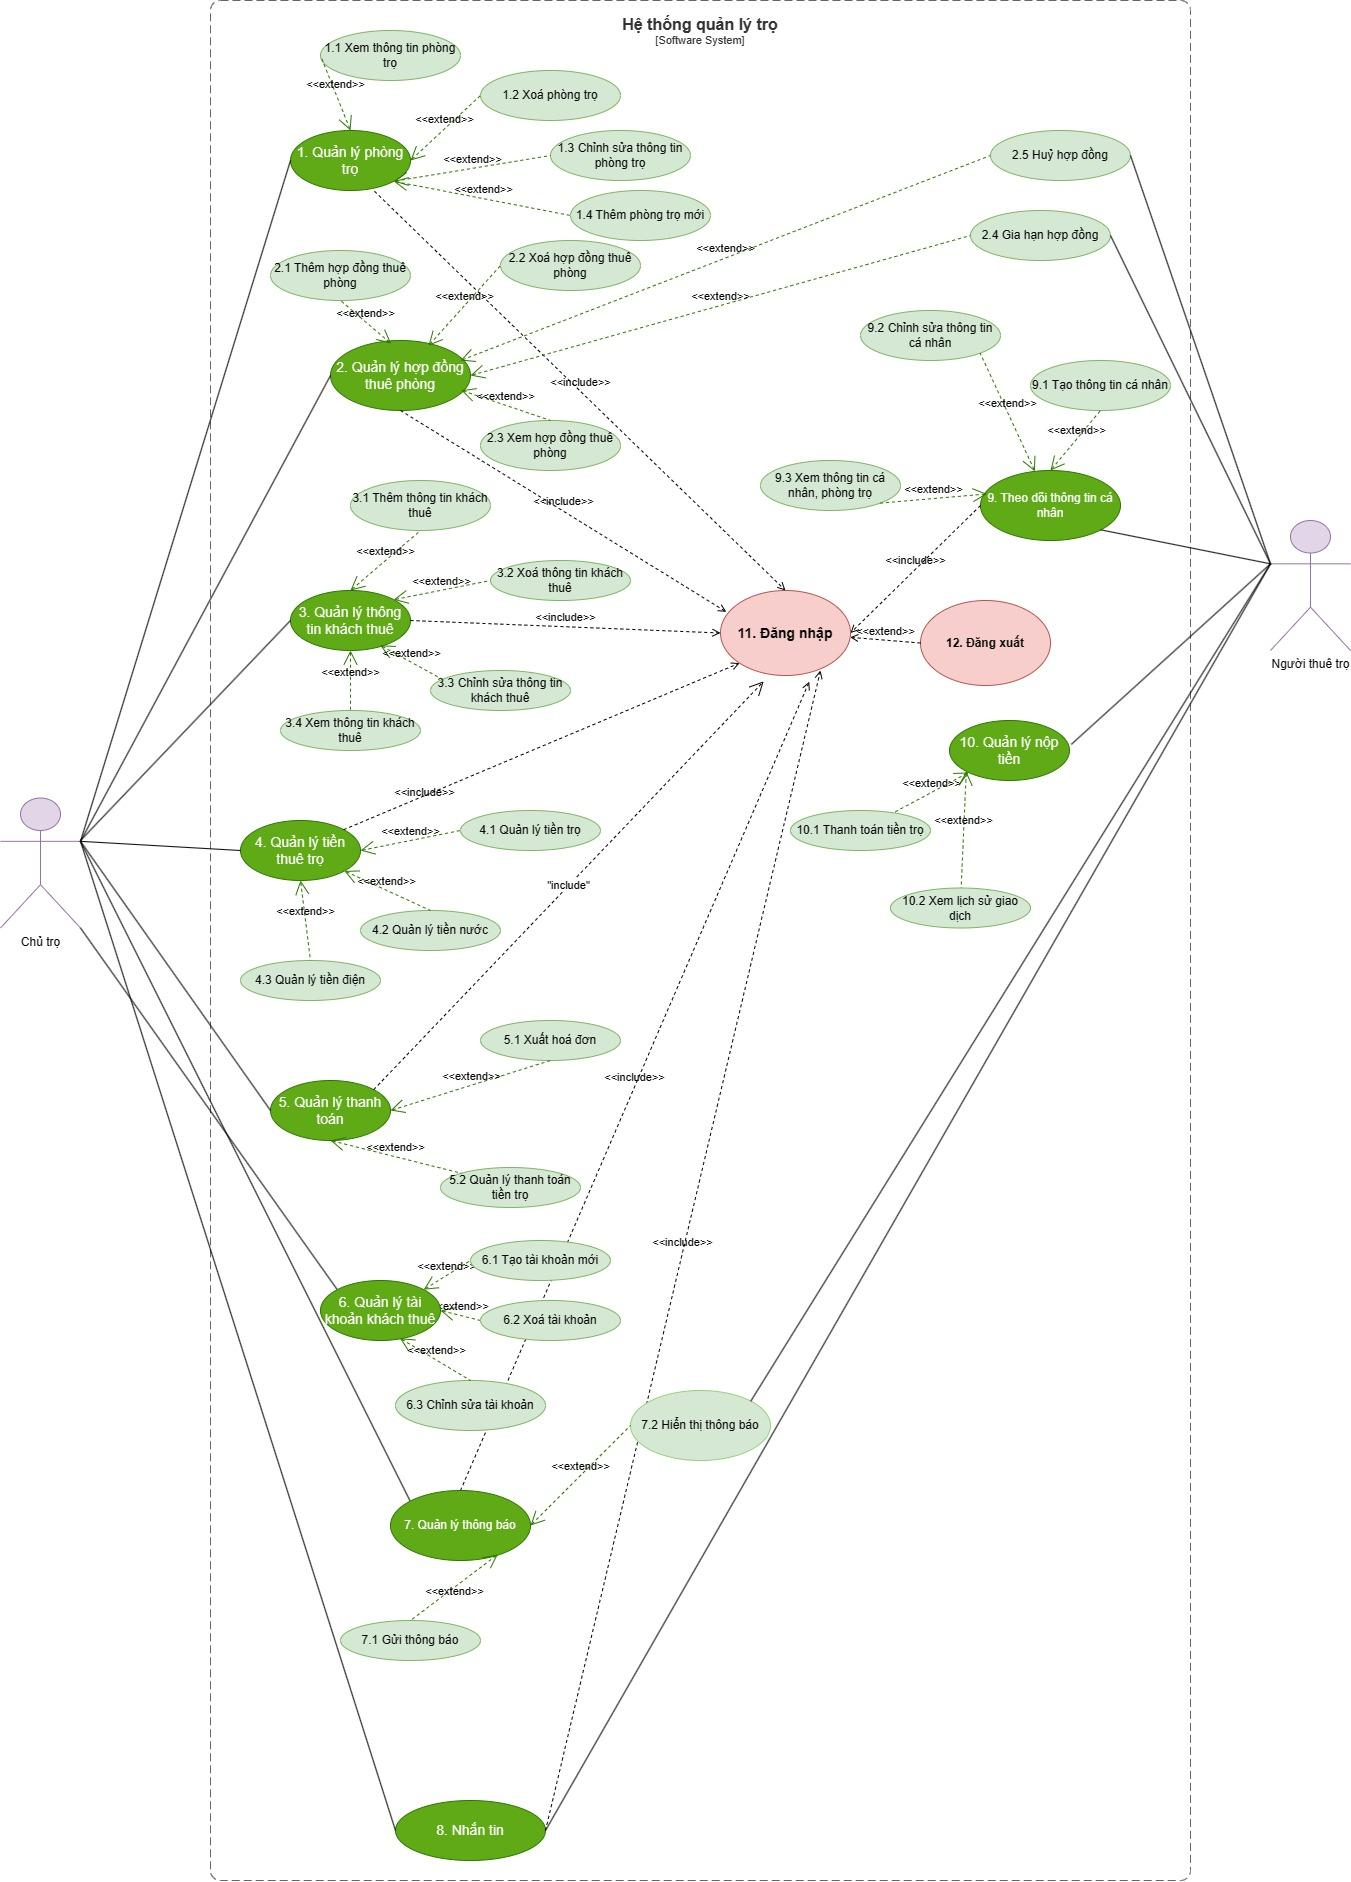 Hệ thống quản lý trọ
[Software System]
1.1 Xem thông tin phòng
trọ
<<extend>>
1.2 Xoá phòng trọ
<<extend>>
1. Quản lý phòng
trọ
1.3 Chỉnh sửa thông tin
phòng trọ
<<extend>>
<<extend>>
1.4 Thêm phòng trọ mới
2.5 Huỷ hợp đồng
2.4 Gia hạn hợp đồng
<<extend>>
<<extend>>
2.1 Thêm hợp đồng thuê
phòng
<<extend>>
2.2 Xoá hợp đồng thuê
phòng
<<extend>>
2. Quản lý hợp đồng
thuê phòng
<<extend>>
2.3 Xem hợp đồng thuê
phòng
<<include>>
<<include>>
9.2 Chỉnh sửa thông tin
cá nhân
<<extend>>
9.1 Tạo thông tin cá nhân
<<extend>>
9.3 Xem thông tin cá
nhân, phòng trọ
<<extend>>
9. Theo dõi thông tin cá
nhân
<<include>>
3.1 Thêm thông tin khách
thuê
<<extend>>
3.2 Xoá thông tin khách
thuê
<<extend>>
3. Quản lý thông
tin khách thuê
<<include>>
<<extend>>
3.3 Chỉnh sửa thông tin
khách thuê
<<extend>>
3.4 Xem thông tin khách
thuê
11. Đăng nhập
<<extend>>
12. Đăng xuất
Người thuê trọ
10. Quản lý nộp
tiền
<<extend>>
10.1 Thanh toán tiền trọ
<<extend>>
10.2 Xem lịch sử giao
dịch
<<include>>
4. Quản lý tiền
thuê trọ
<<extend>>
4.1 Quản lý tiền trọ
<<extend>>
4.2 Quản lý tiền nước
<<extend>>
4.3 Quản lý tiền điện
Chủ trọ
"include"
5.1 Xuất hoá đơn
<<extend>>
5. Quản lý thanh
toán
<<extend>>
5.2 Quản lý thanh toán
tiền trọ
<<include>>
<<include>>
6.1 Tạo tài khoản mới
<<extend>
6. Quản lý tài
khoản khách thuê
extend>>
6.2 Xoá tài khoản
<<extend>>
6.3 Chỉnh sửa tài khoản
7.2 Hiển thị thông báo
<<extend>>
7. Quản lý thông báo
<<extend>>
7.1 Gửi thông báo
8. Nhắn tin